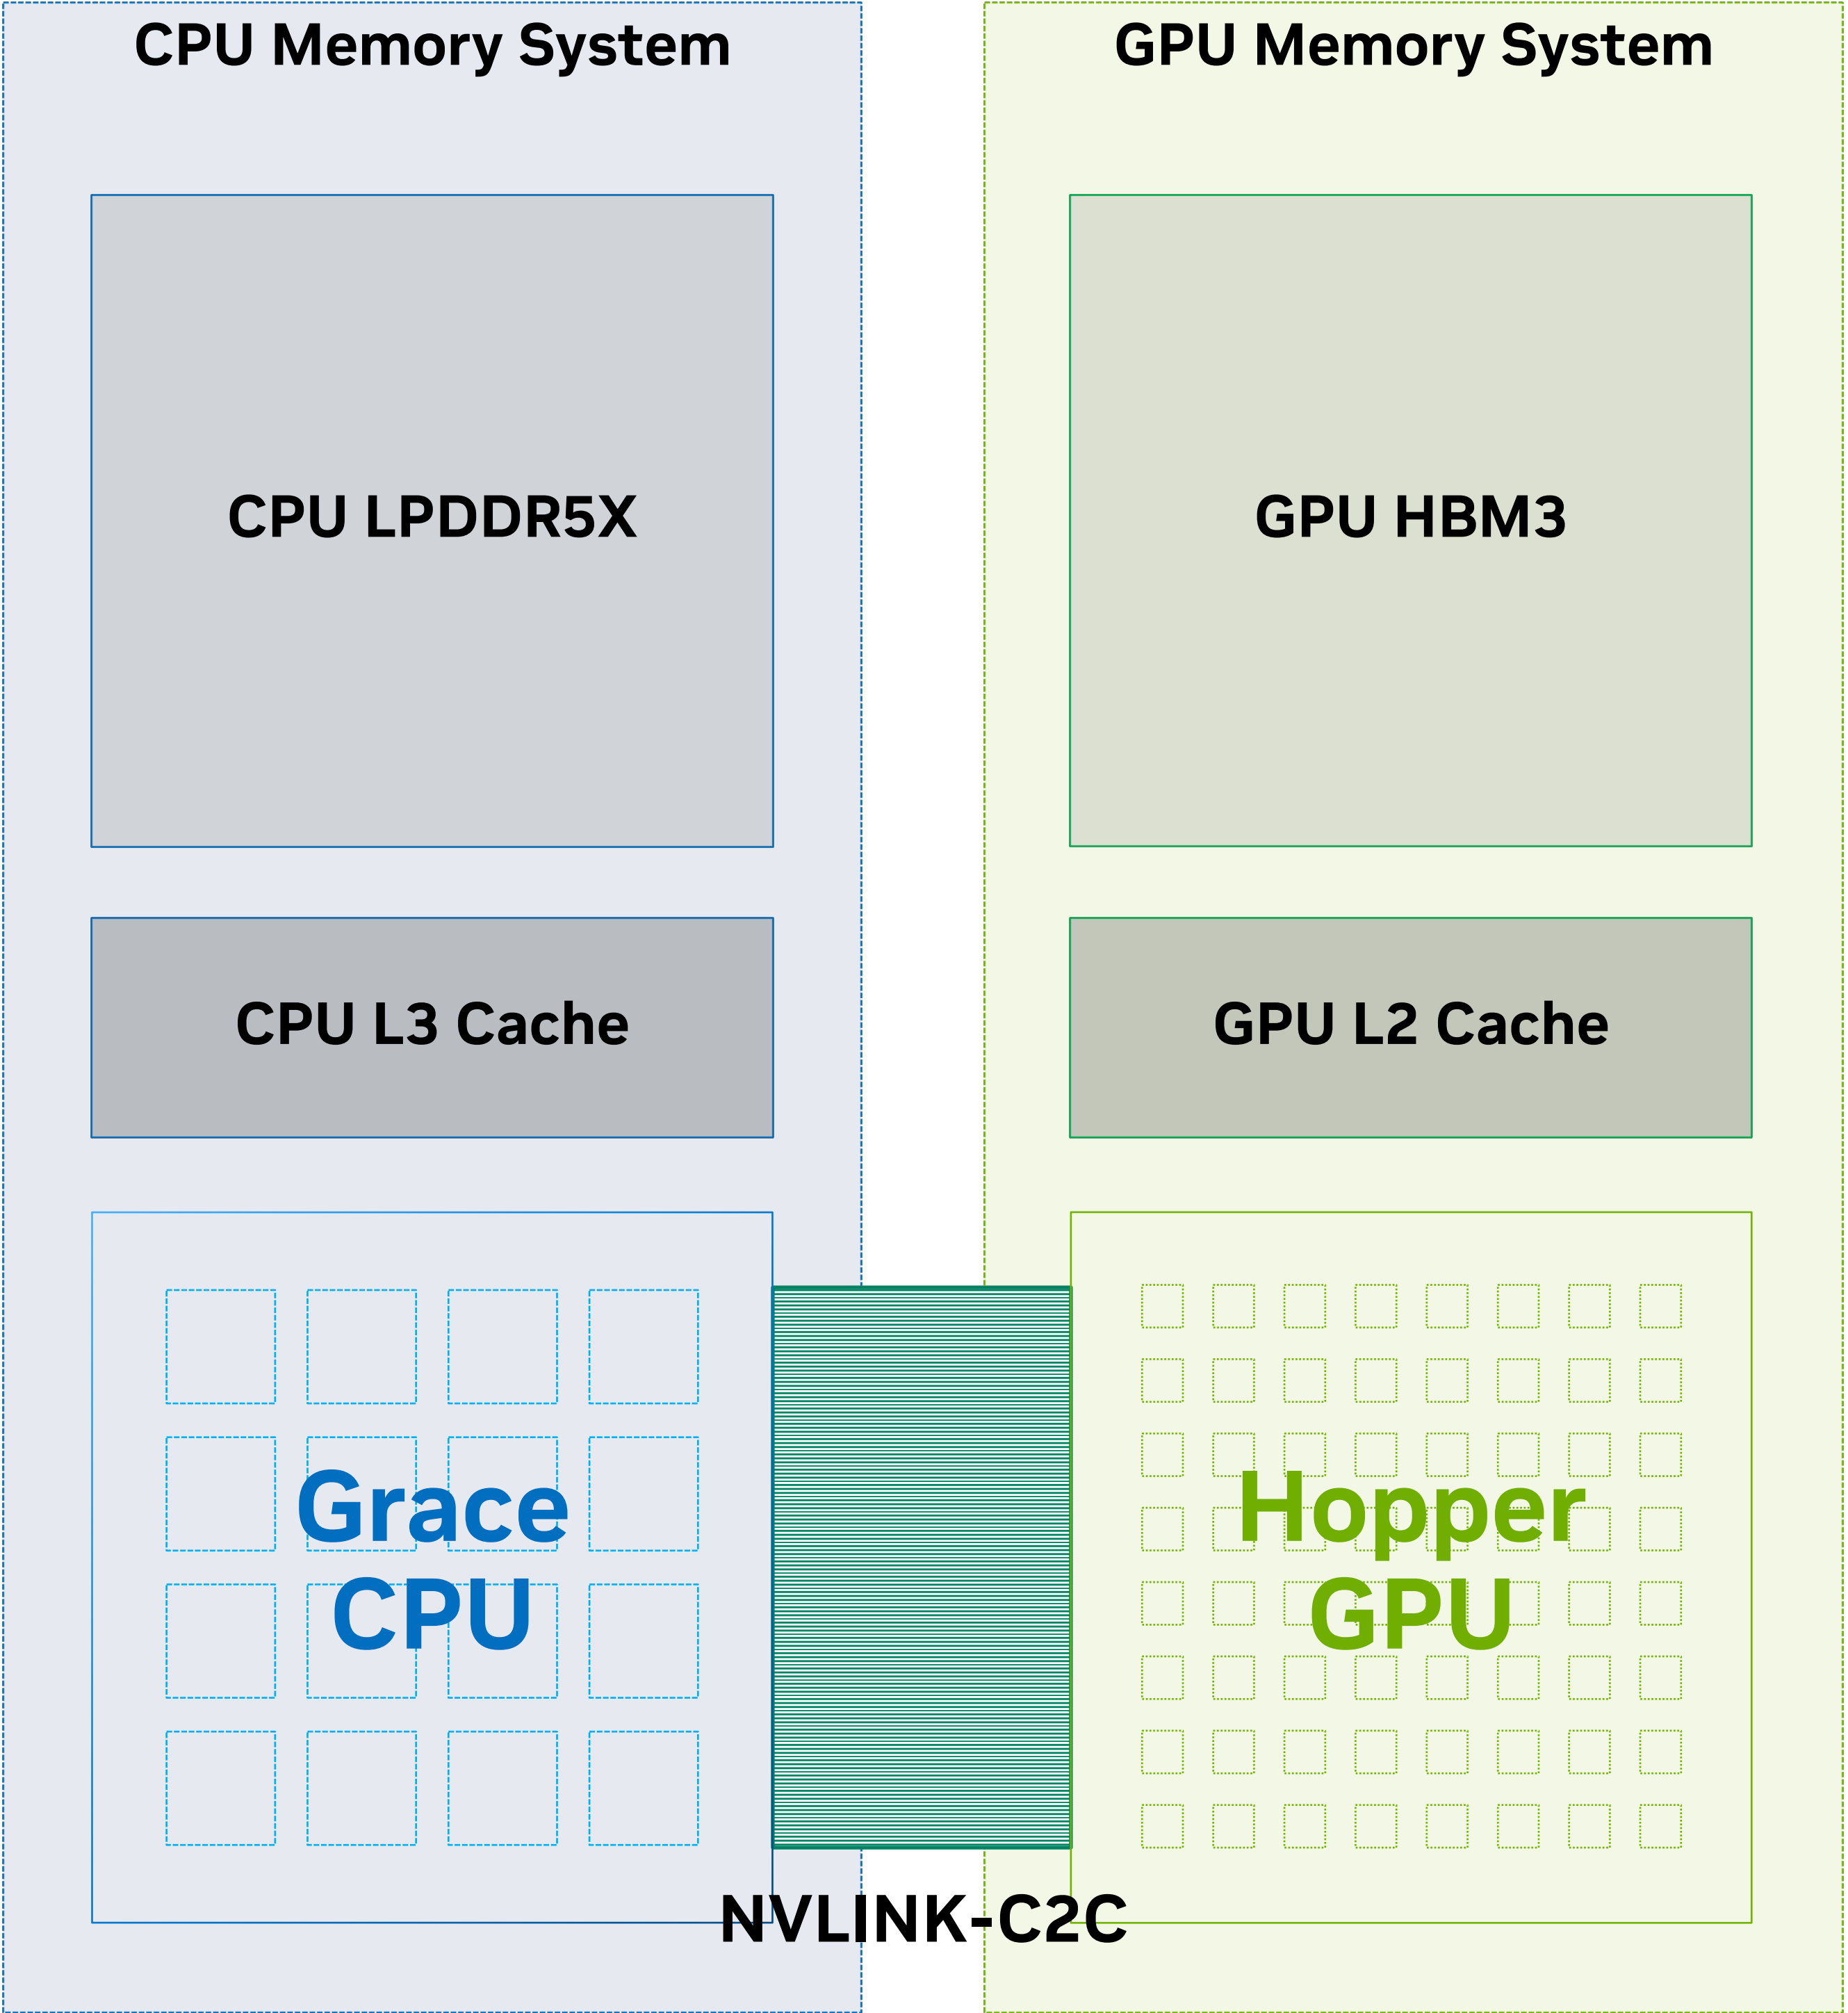 CPU Memory System
GPU Memory System
CPU LPDDR5X
GPU HBM3
CPU L3 Cache
GPU L2 Cache
Grace
CPU
Hopper
GPU
NVLINK-C2C